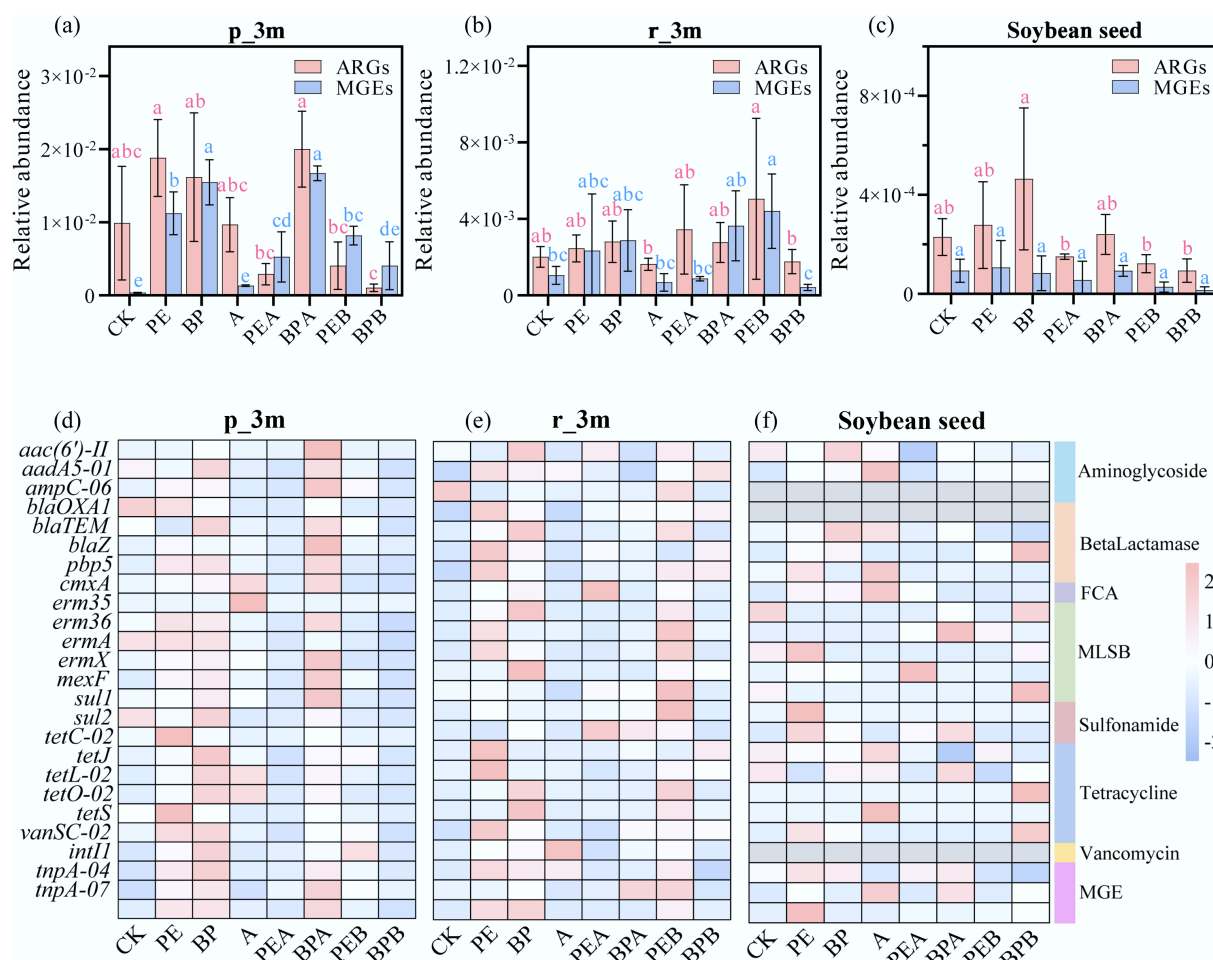 (a) p_3m
(b) r_3m
(c) Soybean seed
Relative abundance
3×10⁻²
2×10⁻²
1×10⁻²
0
ARGs
MGEs
abc e a b ab a abc e bc cd a a bc bc c de
CK PE BP A PEA BPA PEB BPB
Relative abundance
1.2×10⁻²
8×10⁻³
4×10⁻³
0
ARGs
MGEs
ab bc ab abc ab abc b bc ab bc ab ab a a b c
CK PE BP A PEA BPA PEB BPB
Relative abundance
8×10⁻⁴
4×10⁻⁴
0
ARGs
MGEs
ab a ab a a a b a ab a b a b a
CK PE BP PEA BPA PEB BPB
(d) p_3m
(e) r_3m
(f) Soybean seed
aac(6')-II
aadA5-01
ampC-06
blaOXA1
blaTEM
blaZ
pbp5
cmxA
erm35
erm36
ermA
ermX
mexF
sul1
sul2
tetC-02
tetJ
tetL-02
tetO-02
tetS
vanSC-02
intI1
tnpA-04
tnpA-07
CK PE BP A PEA BPA PEB BPB
CK PE BP A PEA BPA PEB BPB
CK PE BP A PEA BPA PEB BPB
Aminoglycoside
BetaLactamase
FCA
MLSB
Sulfonamide
Tetracycline
Vancomycin
MGE
2
1
0